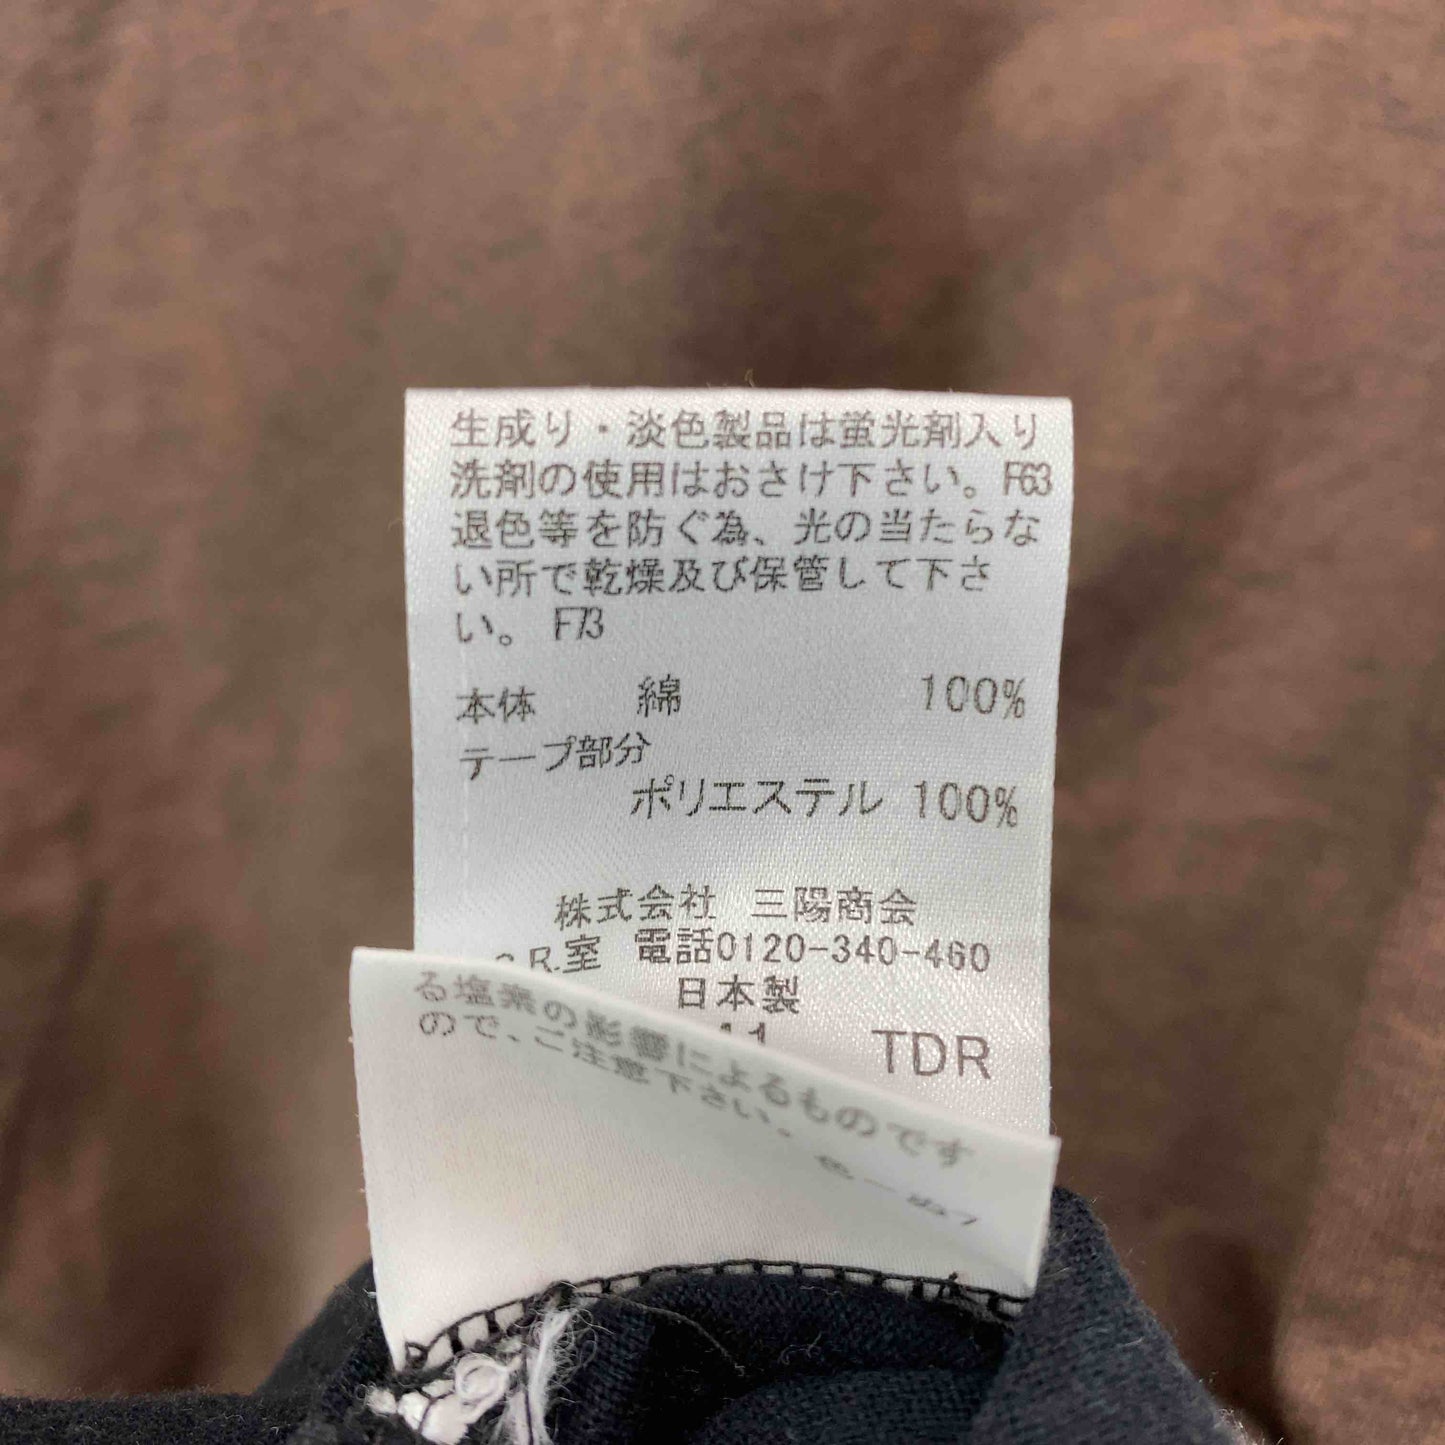 生成り・淡色製品は蛍光剤入り
洗剤の使用はおさけ下さい。F63
退色等を防ぐ為、光の当たらな
い所で乾燥及び保管して下さ
い。F73
本体 綿 100%
テープ部分
ポリエステル 100%
株式会社 三陽商会
R.室 電話0120-340-460
日本製
11 TDR
る塩素の影響によるものです
ので、ご注意下さい。